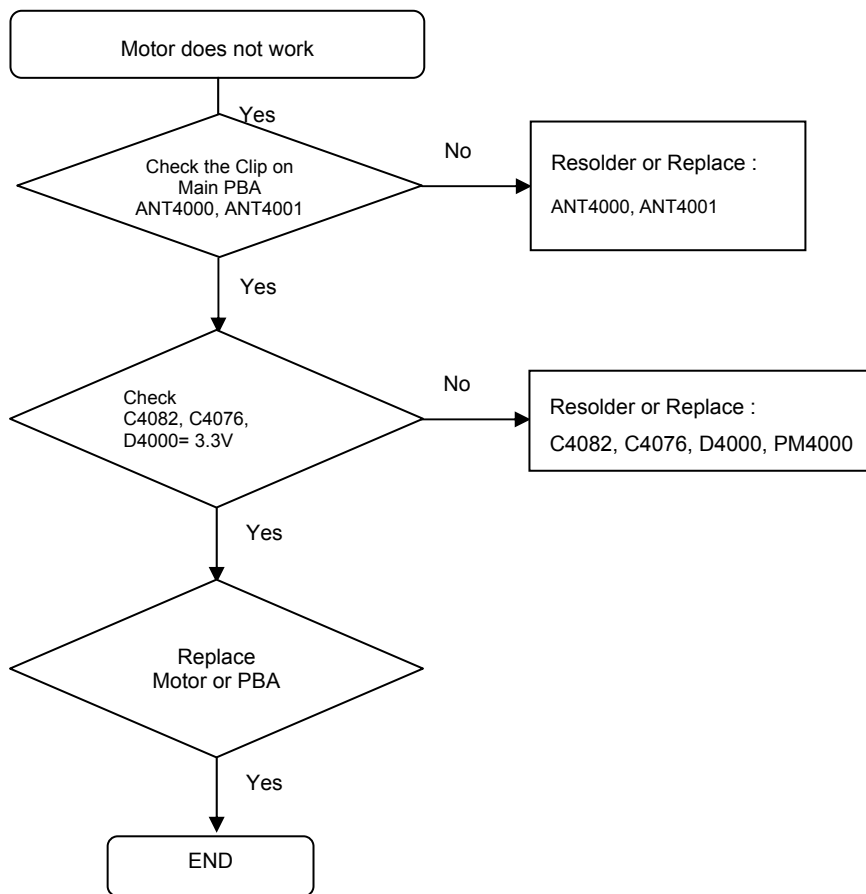 Motor does not work
Yes
Check the Clip on
Main PBA
ANT4000, ANT4001
No
Resolder or Replace :
ANT4000, ANT4001
Yes
Check
C4082, C4076,
D4000= 3.3V
No
Resolder or Replace :
C4082, C4076, D4000, PM4000
Yes
Replace
Motor or PBA
Yes
END